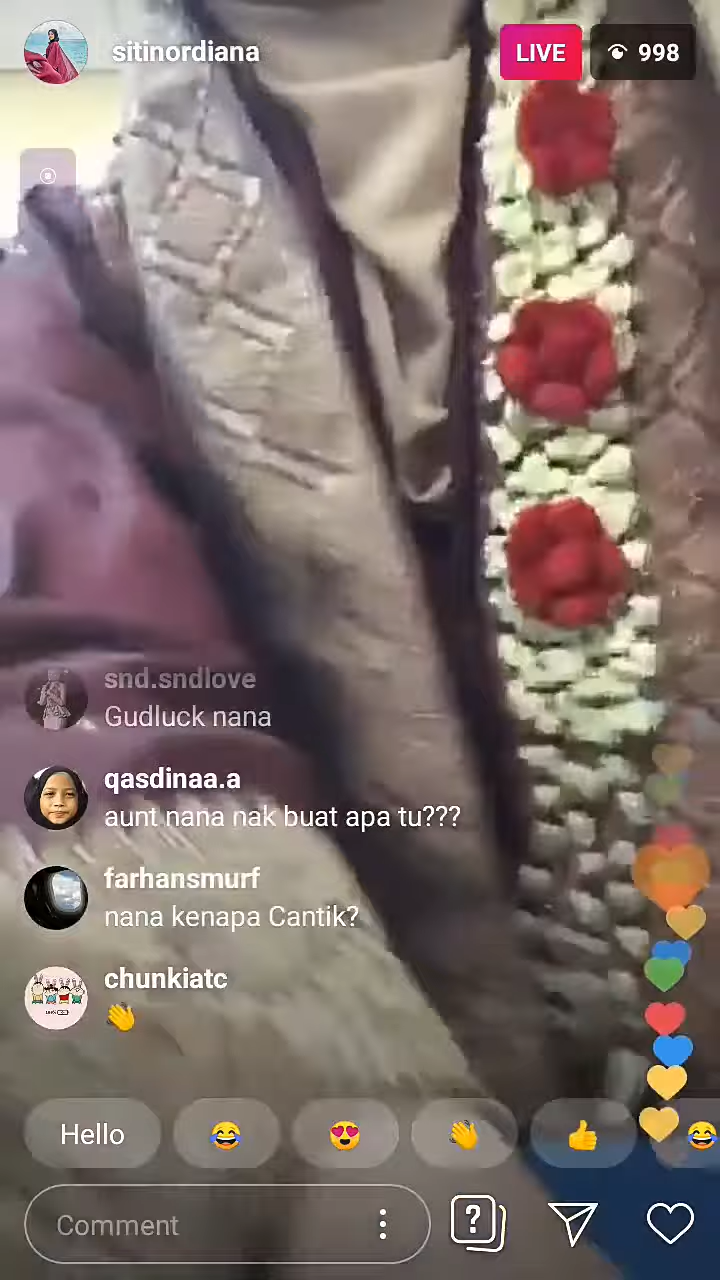 sitinordiana
LIVE
998
snd.sndlove
Gudluck nana
qasdinaa.a
aunt nana nak buat apa tu???
farhansmurf
nana kenapa Cantik?
chunkiatc
👋
Hello 😂 😍 👋 👍 😂
Comment